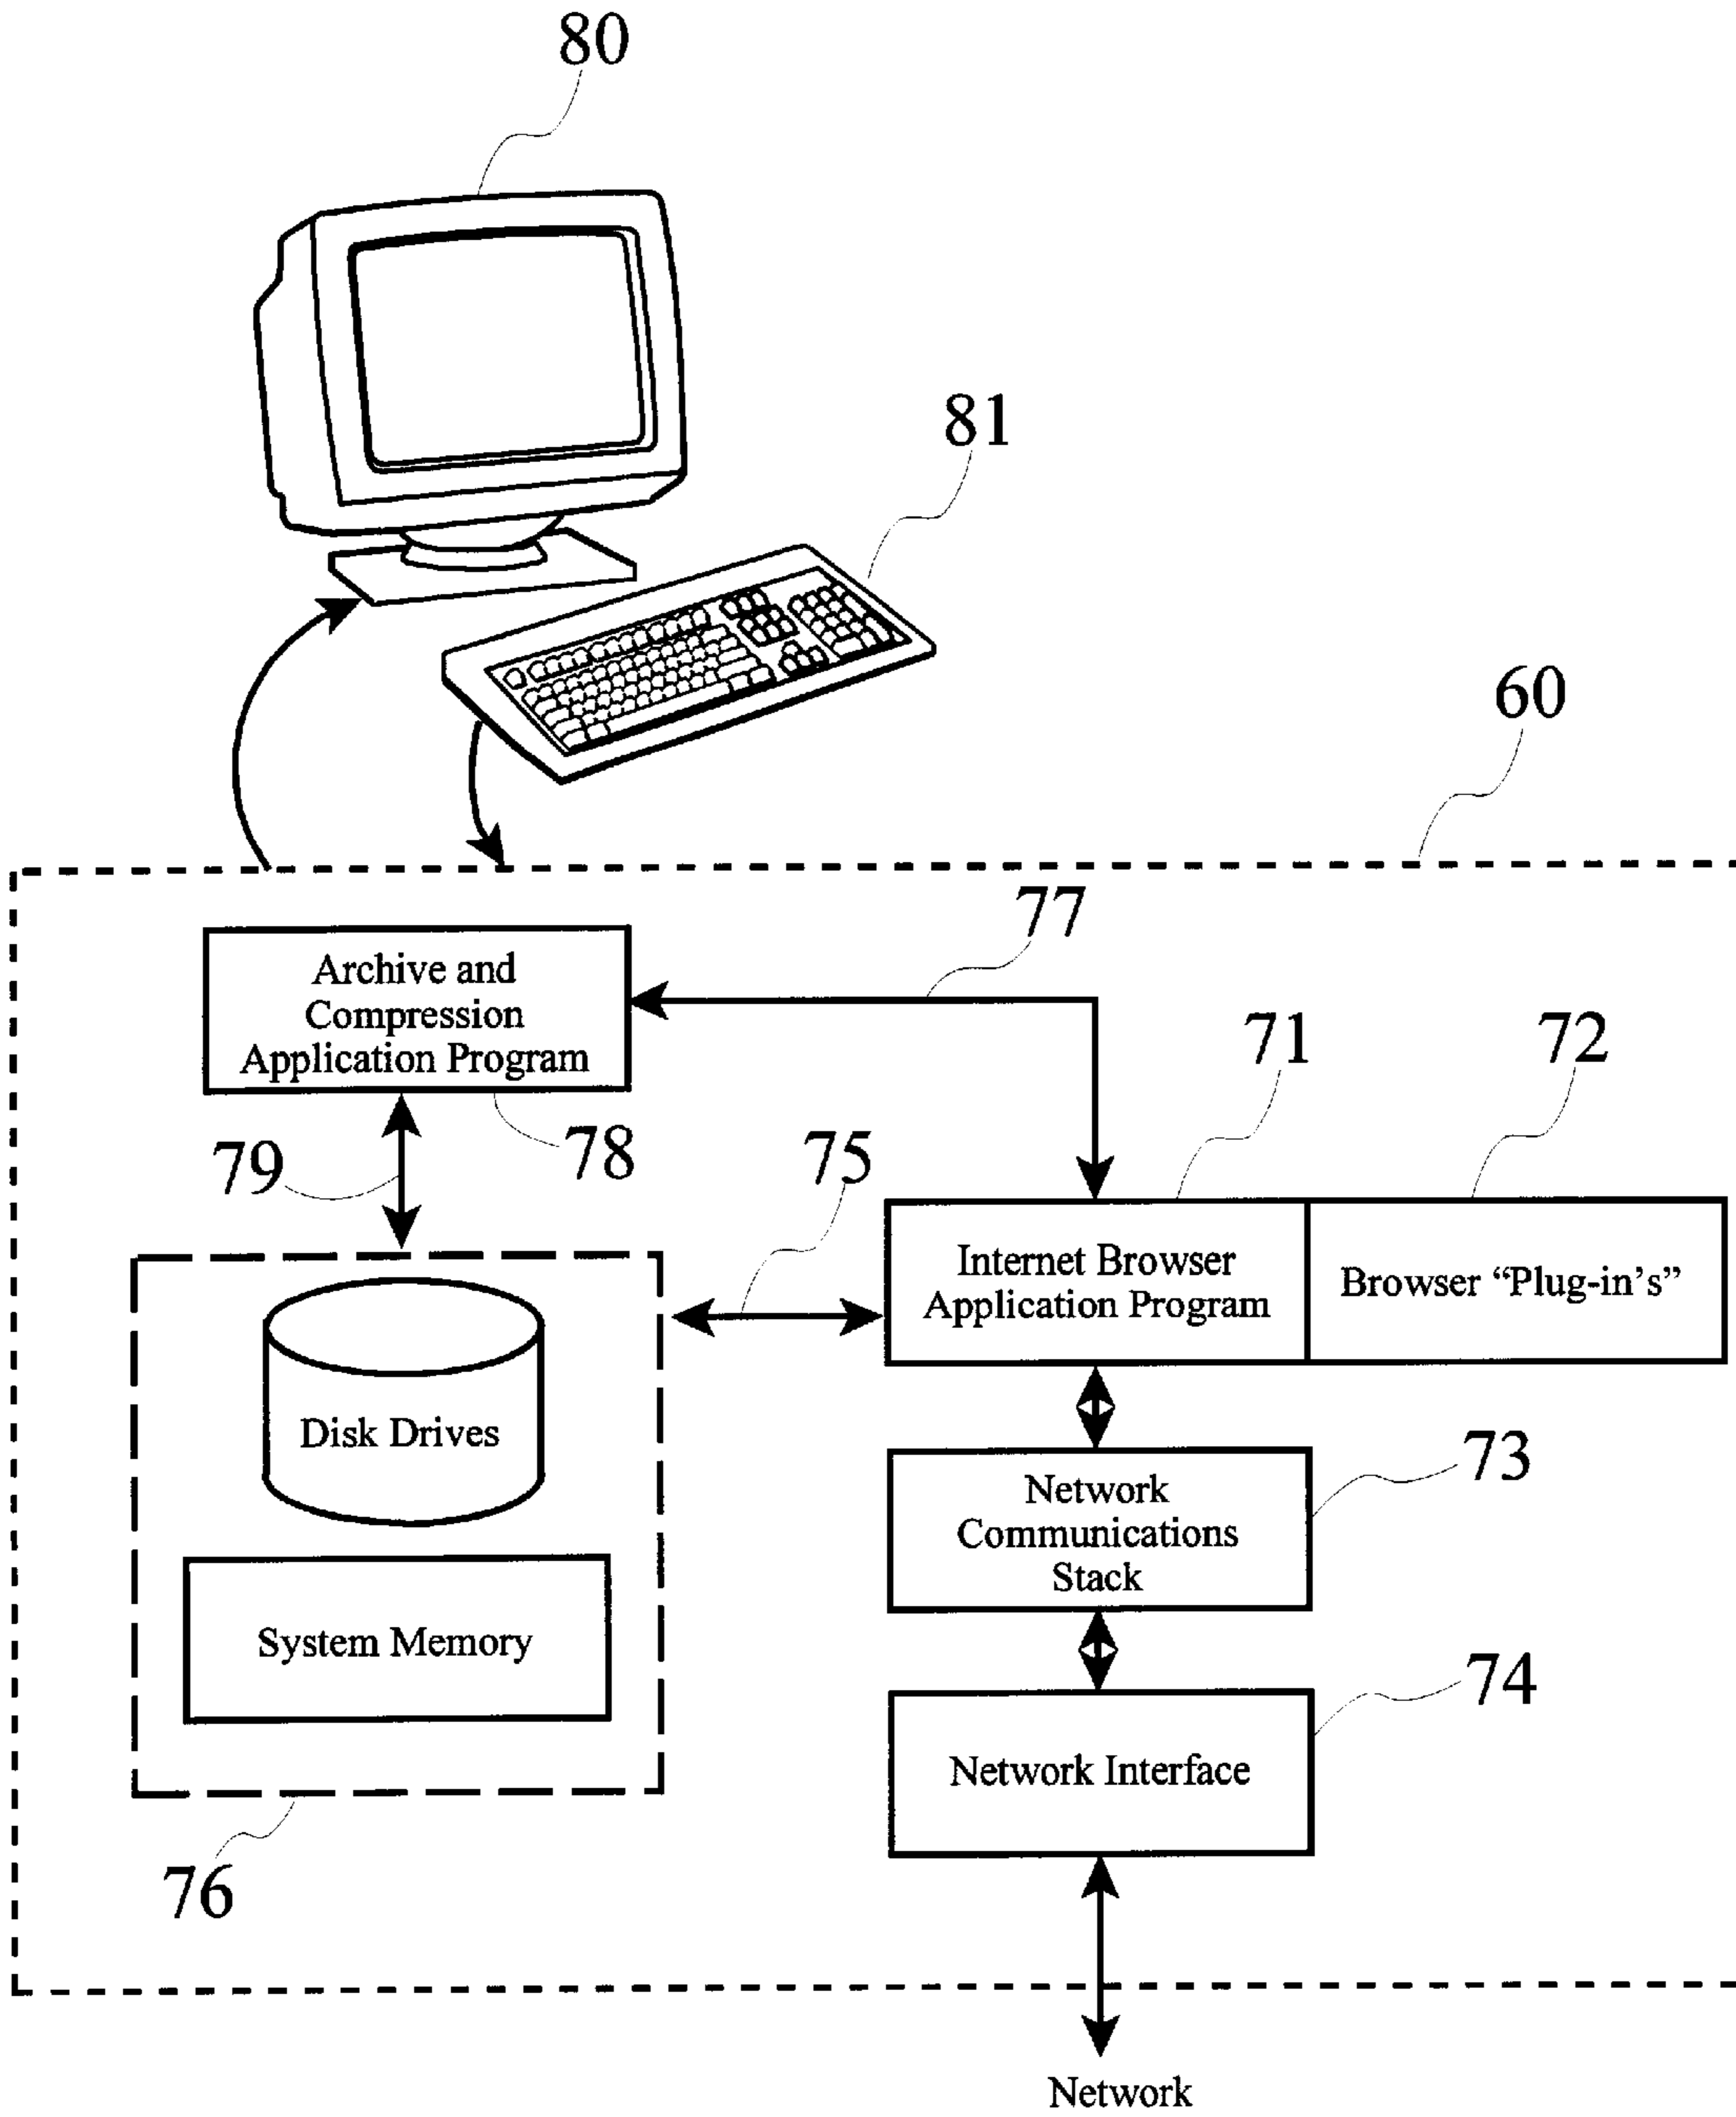 80
81
60
77
Archive and
Compression
Application Program
71
72
79
78
75
Internet Browser
Application Program
Browser “Plug-in’s”
Disk Drives
73
Network
Communications
Stack
System Memory
74
Network Interface
76
Network